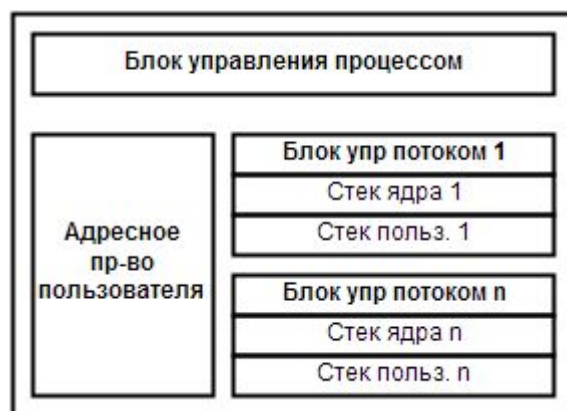 Блок управления процессом
Адресное
пр-во
пользователя
Блок упр потоком 1
Стек ядра 1
Стек польз. 1
Блок упр потоком n
Стек ядра n
Стек польз. n